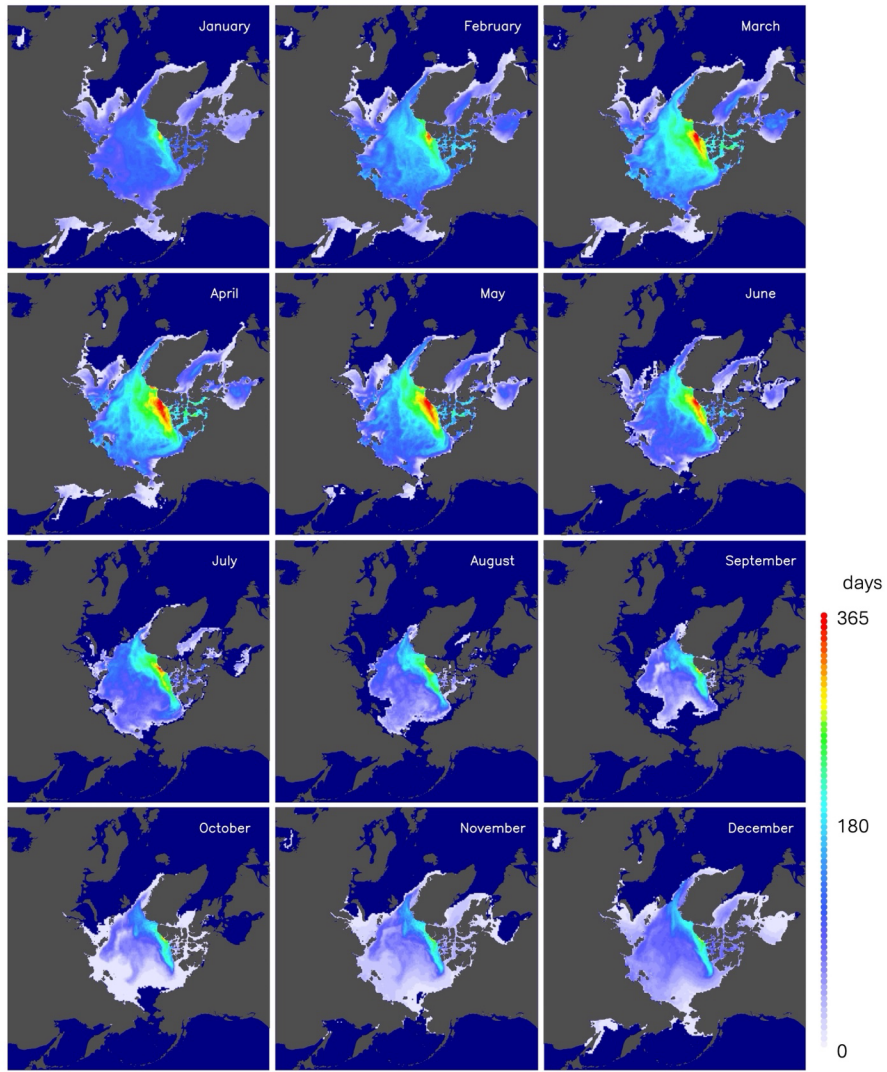 January
February
March
April
May
June
July
August
September
days
365
October
November
December
180
0